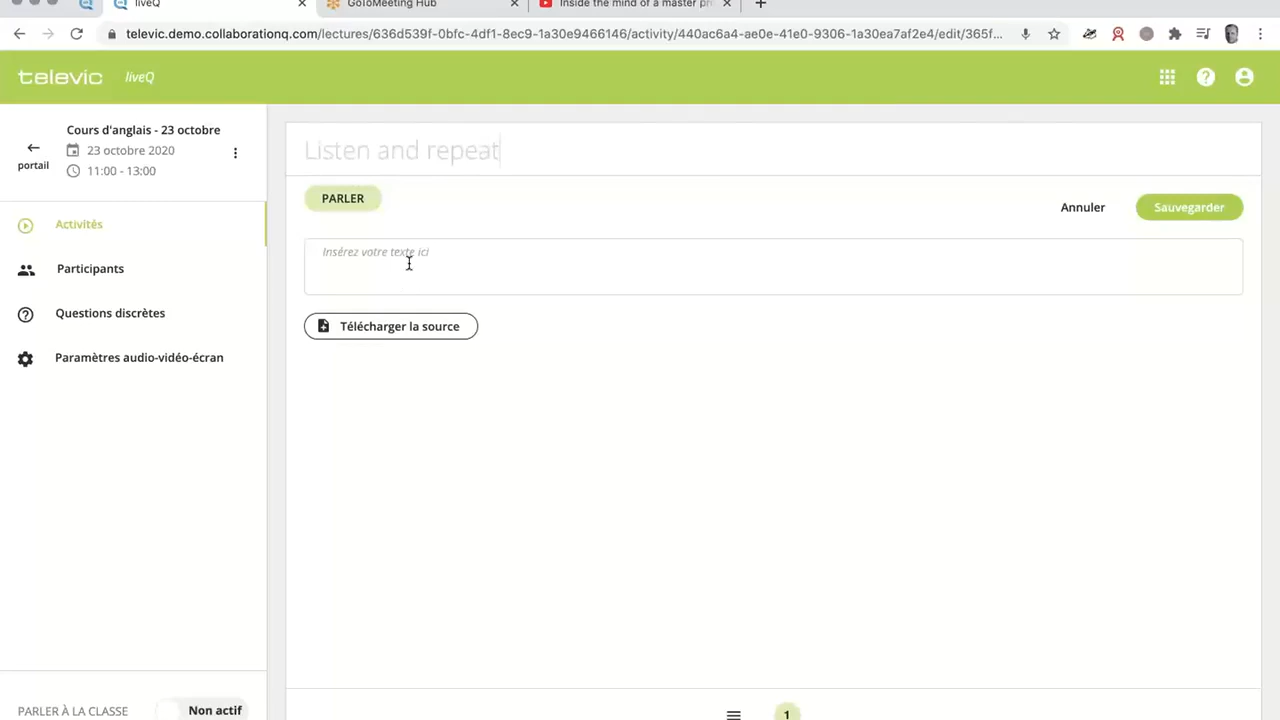 liveQ
GoToMeeting Hub
Inside the mind of a master pr
televic.demo.collaborationq.com/lectures/636d539f-0bfc-4df1-8ec9-1a30e9466146/activity/440ac6a4-ae0e-41e0-9306-1a30ea7af2e4/edit/365f...
televic liveQ
Cours d'anglais - 23 octobre
23 octobre 2020
11:00 - 13:00
portail
Activités
Participants
Questions discrètes
Paramètres audio-vidéo-écran
PARLER À LA CLASSE Non actif
Listen and repeat
PARLER
Annuler
Sauvegarder
Insérez votre texte ici
Télécharger la source
1